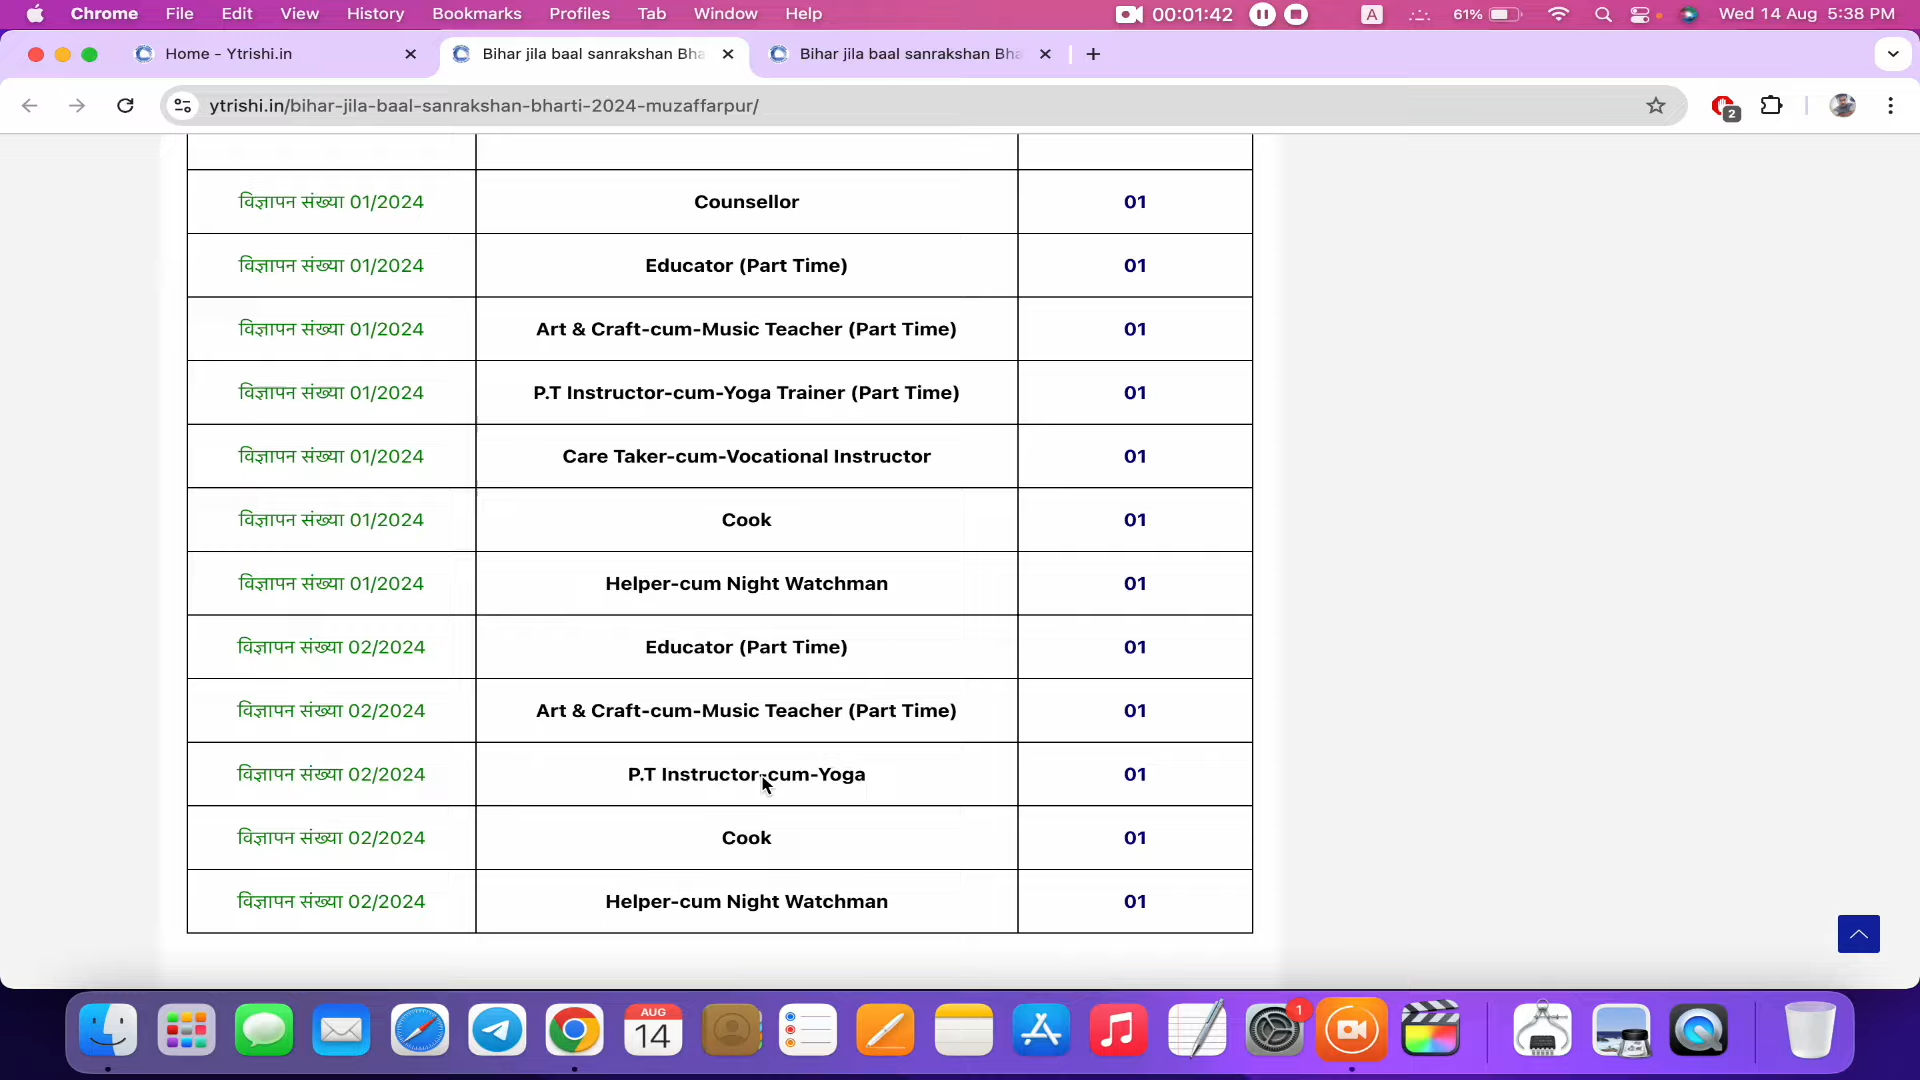 Chrome File Edit View History Bookmarks Profiles Tab Window Help 00:01:42 A 61% Wed 14 Aug 5:38 PM
Home - Ytrishi.in Bihar jila baal sanrakshan Bha Bihar jila baal sanrakshan Bha
ytrishi.in/bihar-jila-baal-sanrakshan-bharti-2024-muzaffarpur/ 2
विज्ञापन संख्या 01/2024 Counsellor 01
विज्ञापन संख्या 01/2024 Educator (Part Time) 01
विज्ञापन संख्या 01/2024 Art & Craft-cum-Music Teacher (Part Time) 01
विज्ञापन संख्या 01/2024 P.T Instructor-cum-Yoga Trainer (Part Time) 01
विज्ञापन संख्या 01/2024 Care Taker-cum-Vocational Instructor 01
विज्ञापन संख्या 01/2024 Cook 01
विज्ञापन संख्या 01/2024 Helper-cum Night Watchman 01
विज्ञापन संख्या 02/2024 Educator (Part Time) 01
विज्ञापन संख्या 02/2024 Art & Craft-cum-Music Teacher (Part Time) 01
विज्ञापन संख्या 02/2024 P.T Instructor-cum-Yoga 01
विज्ञापन संख्या 02/2024 Cook 01
विज्ञापन संख्या 02/2024 Helper-cum Night Watchman 01
AUG 1
14